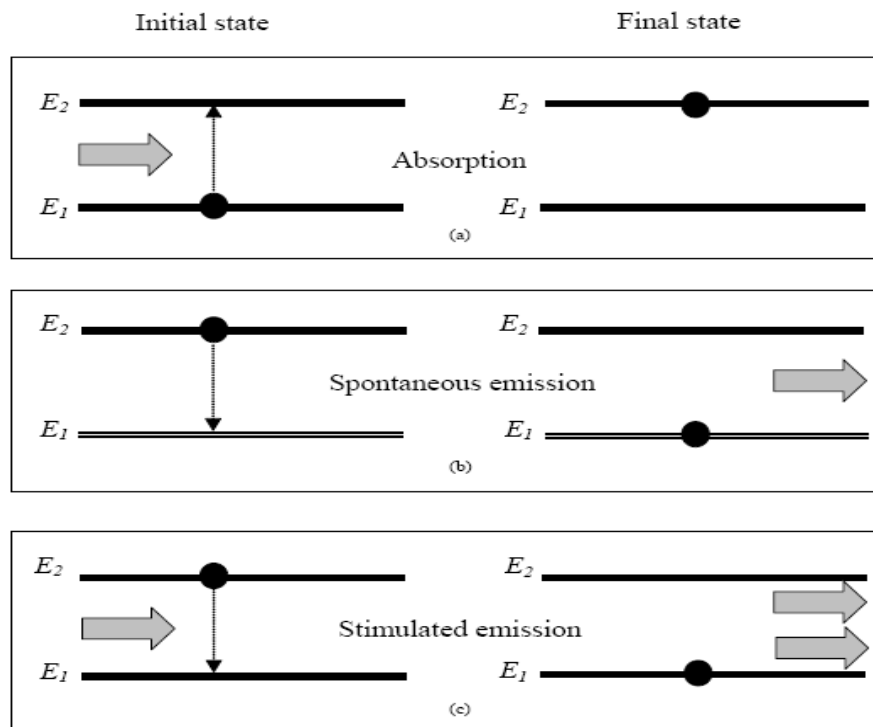 Initial state Final state
E2 E2
Absorption
E1 E1
(a)
E2 E2
Spontaneous emission
E1 E1
(b)
E2 E2
Stimulated emission
E1 E1
(c)